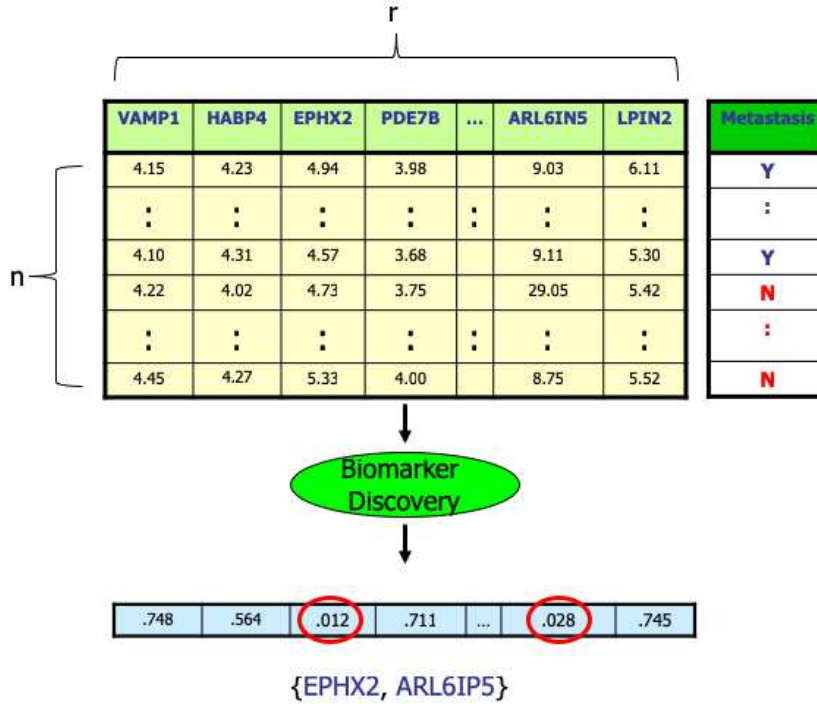 r
VAMP1 HABP4 EPHX2 PDE7B ... ARL6IN5 LPIN2 Metastasis
4.15 4.23 4.94 3.98 9.03 6.11 Y
: : : : : : : :
n
4.10 4.31 4.57 3.68 9.11 5.30 Y
4.22 4.02 4.73 3.75 29.05 5.42 N
: : : : : : : :
4.45 4.27 5.33 4.00 8.75 5.52 N
Biomarker
Discovery
.748 .564 .012 .711 ... .028 .745
{EPHX2, ARL6IP5}